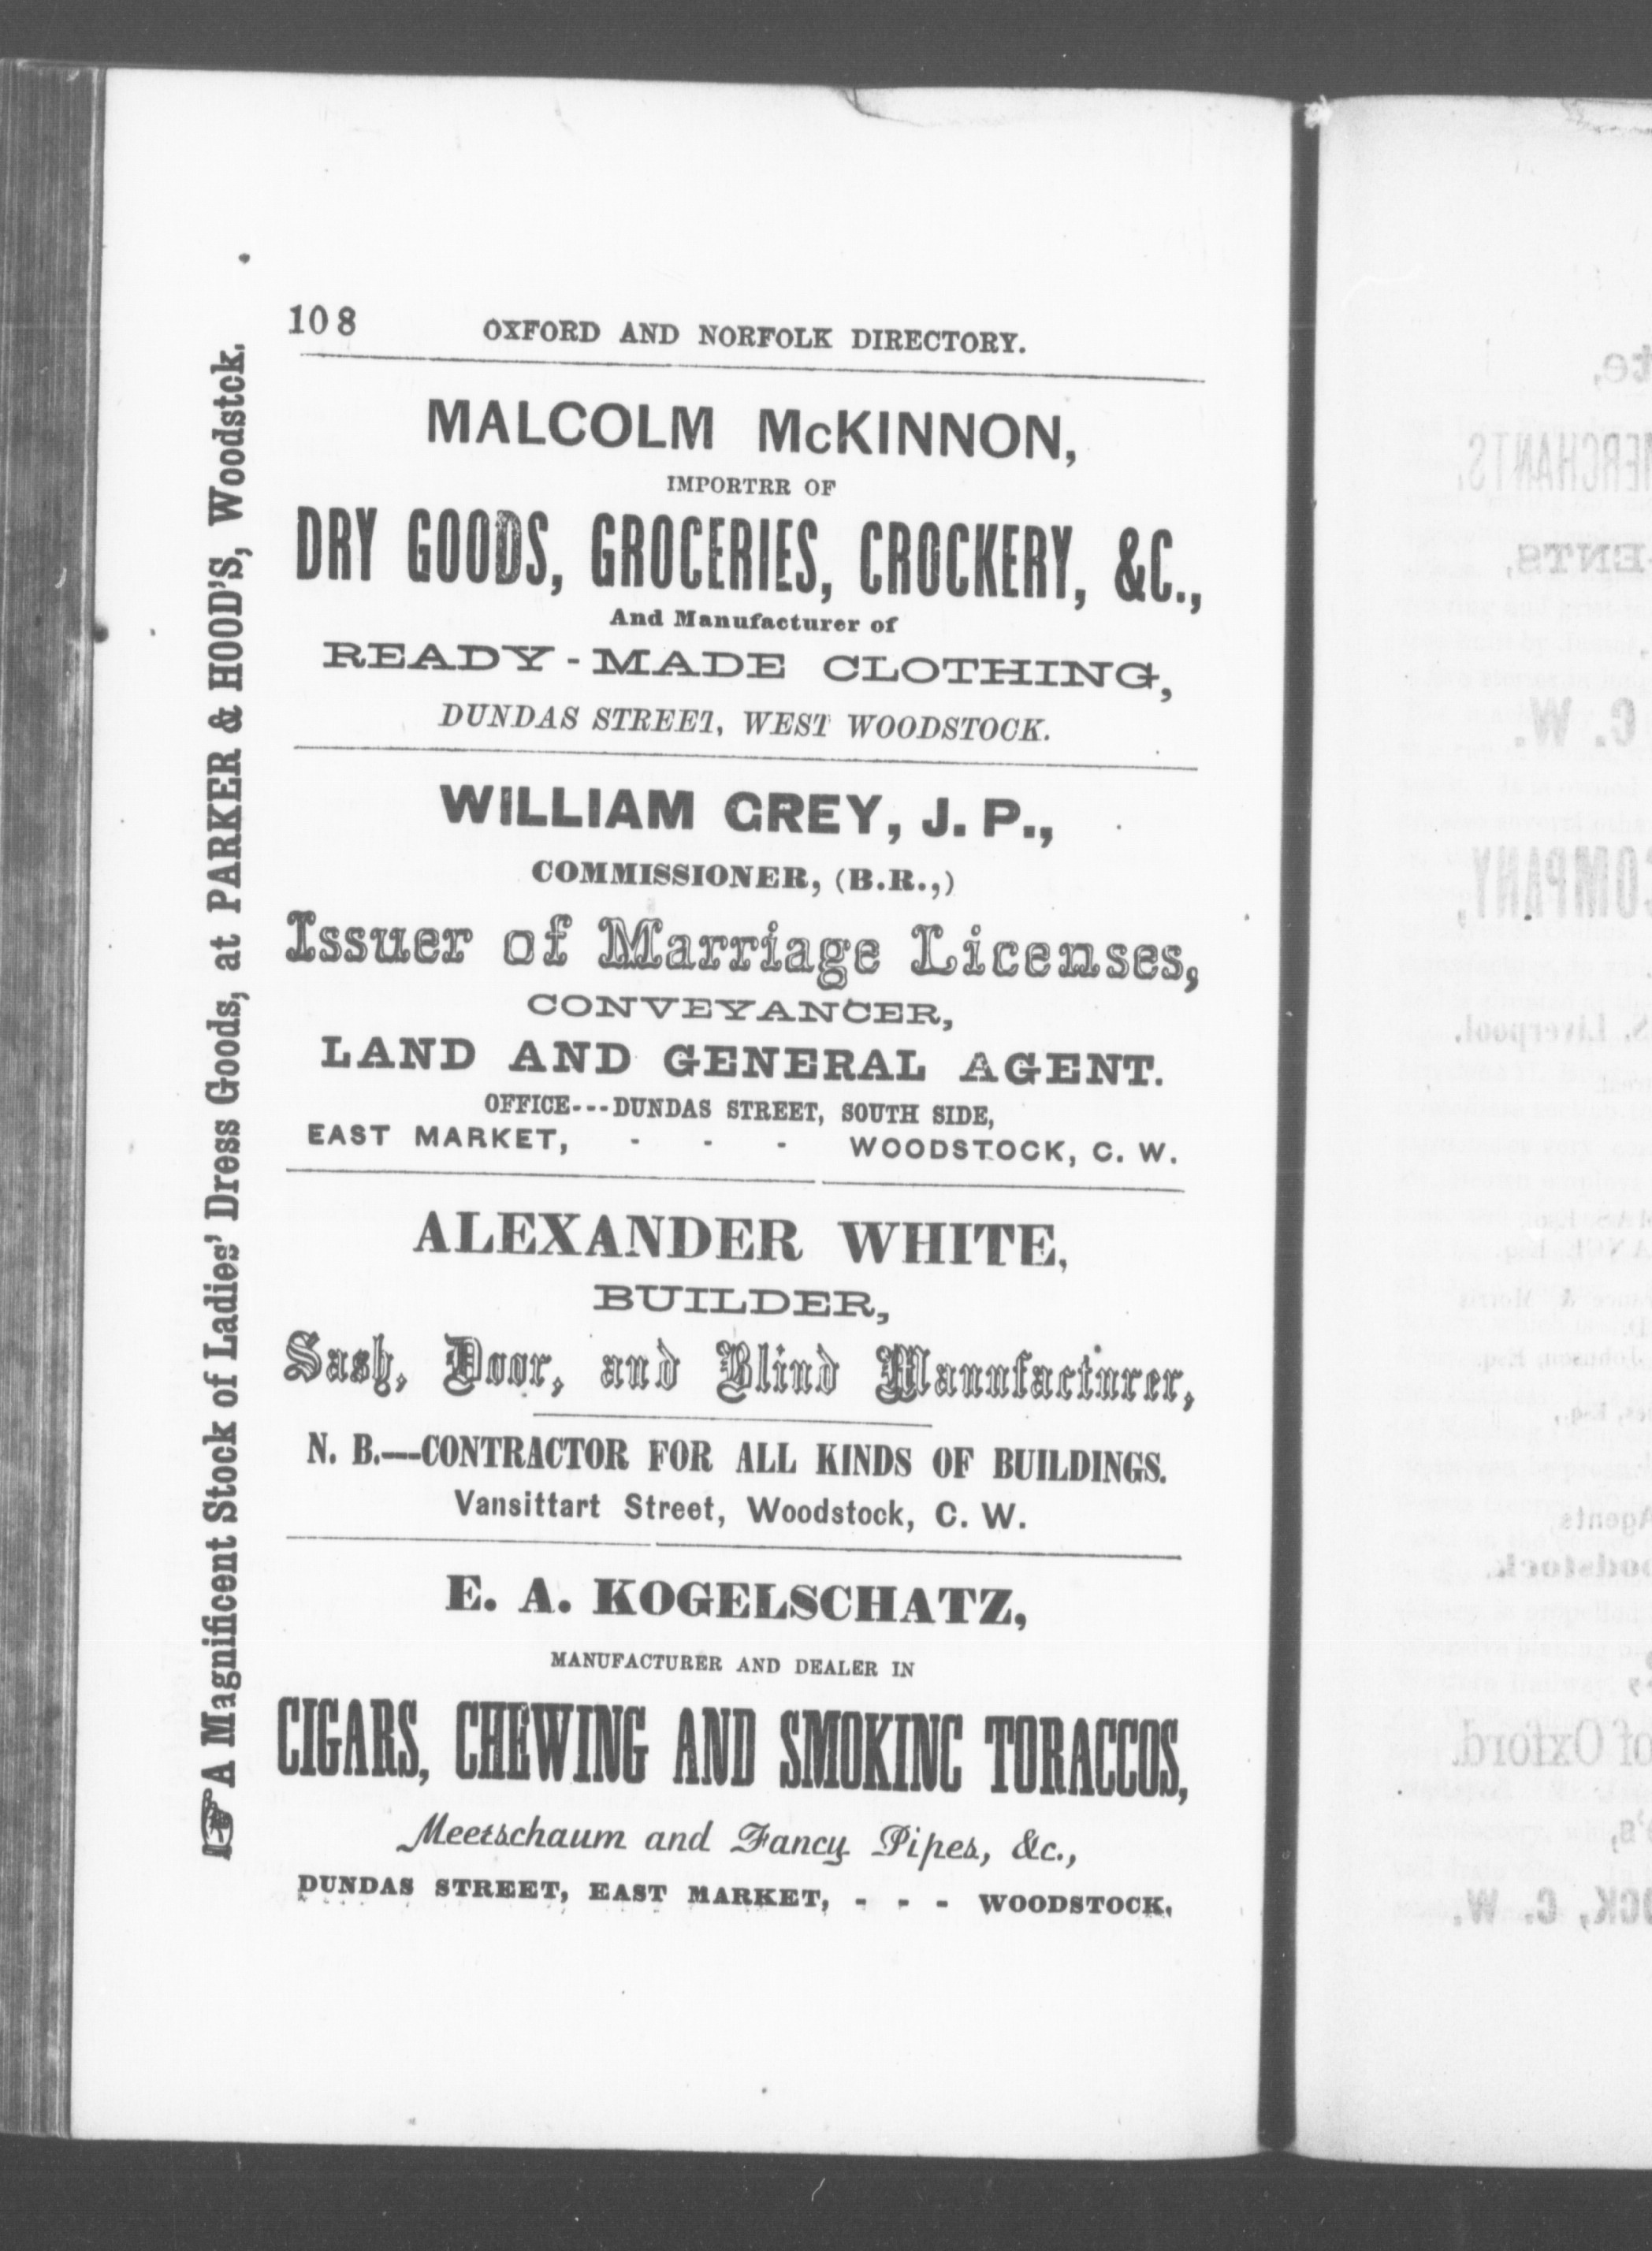 108 OXFORD AND NORFOLK DIRECTORY.
MALCOLM McKINNON,
IMPORTRR OF
DRY GOODS, GROCERIES, CROCKERY, &C.,
And Manufacturer of
READY-MADE CLOTHING,
DUNDAS STREET, WEST WOODSTOCK.
WILLIAM GREY, J. P.,
COMMISSIONER, (B.R.,)
Issuer of Marriage Licenses,
CONVEYANCER,
LAND AND GENERAL AGENT.
OFFICE---DUNDAS STREET, SOUTH SIDE,
EAST MARKET, - - - WOODSTOCK, C. W.
ALEXANDER WHITE,
BUILDER,
Sash, Door, and Blind Manufacturer,
N. B.—CONTRACTOR FOR ALL KINDS OF BUILDINGS.
Vansittart Street, Woodstock, C. W.
E. A. KOGELSCHATZ,
MANUFACTURER AND DEALER IN
CIGARS, CHEWING AND SMOKING TORACCOS,
Meerschaum and Fancy Pipes, &c.,
DUNDAS STREET, EAST MARKET, - - - WOODSTOCK.
☞A Magnificent Stock of Ladies' Dress Goods, at PARKER & HOOD'S, Woodstck.